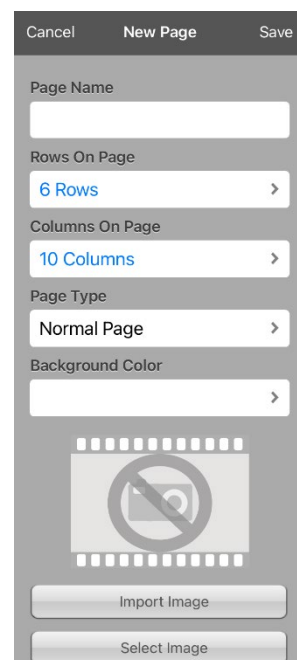 Cancel New Page Save
Page Name
Rows On Page
6 Rows
Columns On Page
10 Columns
Page Type
Normal Page
Background Color
Import Image
Select Image